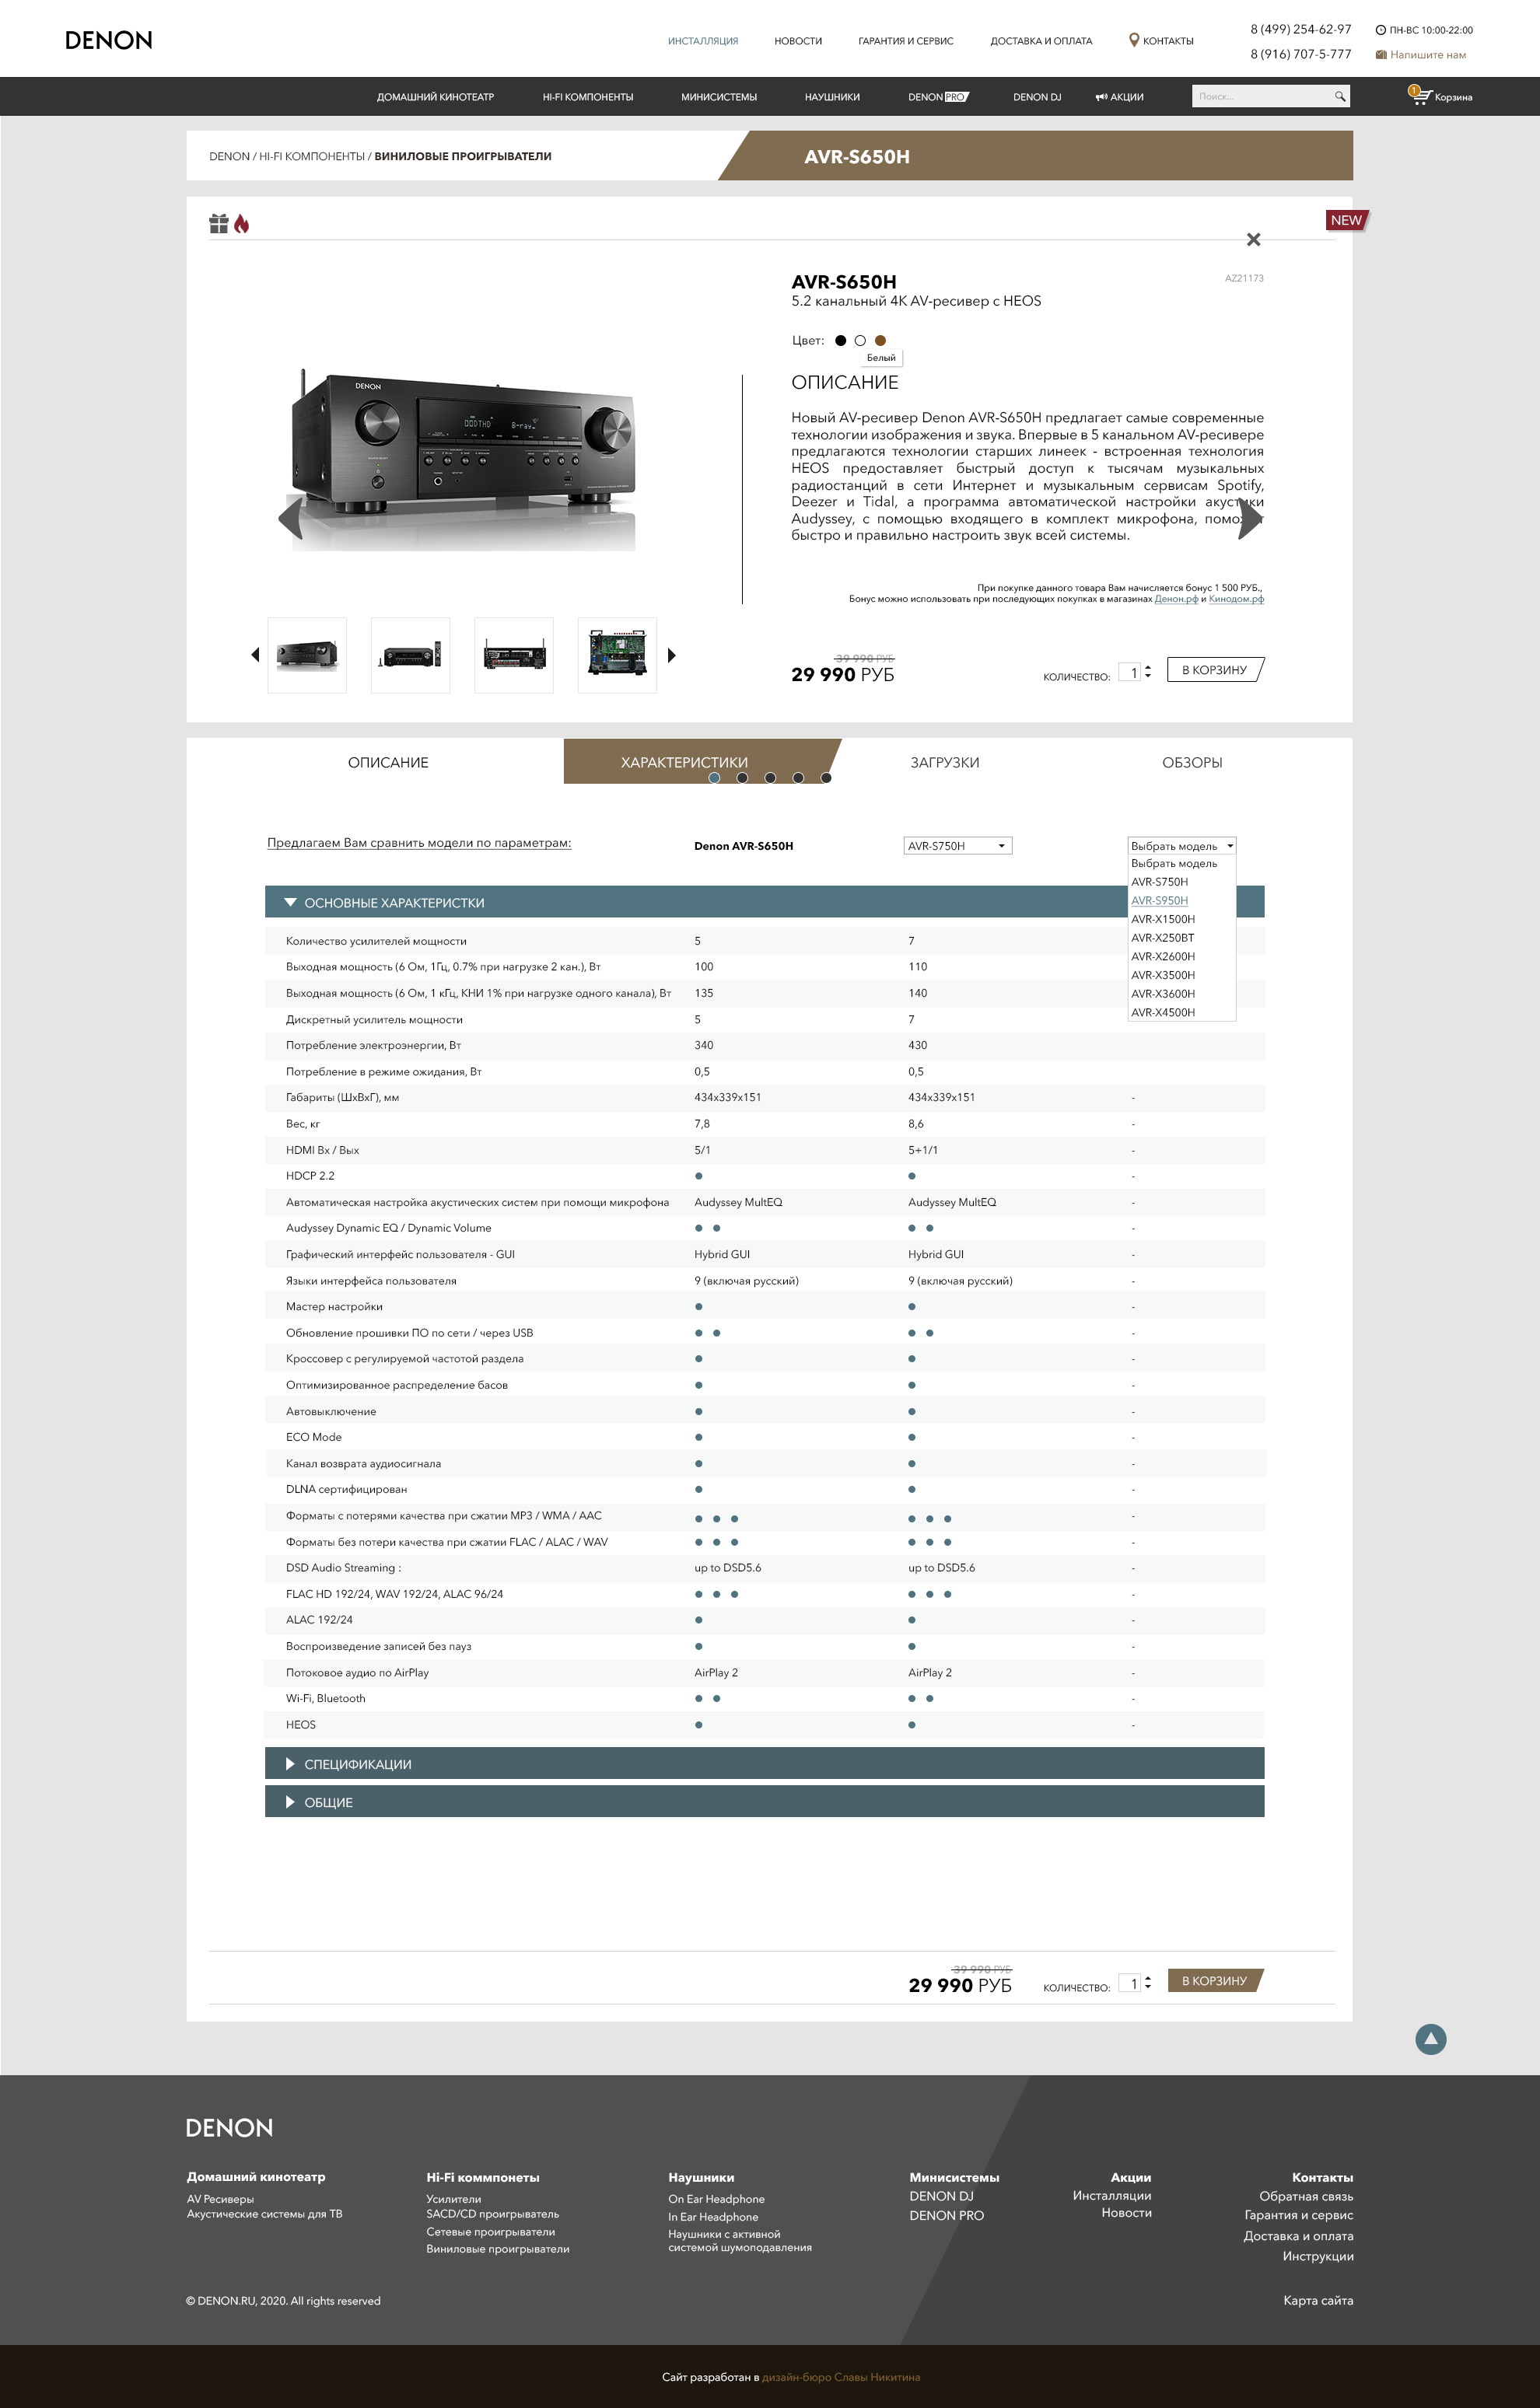 DENON
ИНСТАЛЛЯЦИЯ НОВОСТИ ГАРАНТИЯ И СЕРВИС ДОСТАВКА И ОПЛАТА КОНТАКТЫ
8 (499) 254-62-97
ПН-ВС 10:00-22:00
8 (916) 707-5-777
Напишите нам
ДОМАШНИЙ КИНОТЕАТР HI-FI КОМПОНЕНТЫ МИНИСИСТЕМЫ НАУШНИКИ DENON PRO DENON DJ АКЦИИ Поиск... 1 Корзина
DENON / HI-FI КОМПОНЕНТЫ / ВИНИЛОВЫЕ ПРОИГРЫВАТЕЛИ
AVR-S650H
NEW
AVR-S650H
AZ21173
5.2 канальный 4K AV-ресивер с HEOS
Цвет:
Белый
DENON
ОПИСАНИЕ
Новый AV-ресивер Denon AVR-S650H предлагает самые современные
технологии изображения и звука. Впервые в 5 канальном AV-ресивере
предлагаются технологии старших линеек - встроенная технология
HEOS предоставляет быстрый доступ к тысячам музыкальных
радиостанций в сети Интернет и музыкальным сервисам Spotify,
Deezer и Tidal, а программа автоматической настройки акустики
Audyssey, с помощью входящего в комплект микрофона,
быстро и правильно настроить звук всей системы.
При покупке данного товара Вам начисляется бонус 1 500 РУБ.,
Бонус можно использовать при последующих покупках в магазинах Денон.рф и Кинодом.рф
39 990 РУБ
29 990 РУБ
КОЛИЧЕСТВО: 1
В КОРЗИНУ
ОПИСАНИЕ ХАРАКТЕРИСТИКИ ЗАГРУЗКИ ОБЗОРЫ
Предлагаем Вам сравнить модели по параметрам:
Denon AVR-S650H
AVR-S750H
Выбрать модель
Выбрать модель
AVR-S750H
AVR-S950H
AVR-X1500H
AVR-X250BT
AVR-X2600H
AVR-X3500H
AVR-X3600H
AVR-X4500H
ОСНОВНЫЕ ХАРАКТЕРИСТКИ
Количество усилителей мощности 5 7
Выходная мощность (6 Ом, 1Гц, 0.7% при нагрузке 2 кан.), Вт 100 110
Выходная мощность (6 Ом, 1 кГц, КНИ 1% при нагрузке одного канала), Вт 135 140
Дискретный усилитель мощности 5 7
Потребление электроэнергии, Вт 340 430
Потребление в режиме ожидания, Вт 0,5 0,5
Габариты (ШхВхГ), мм 434x339x151 434x339x151 -
Вес, кг 7,8 8,6 -
HDMI Вх / Вых 5/1 5+1/1 -
HDCP 2.2 -
Автоматическая настройка акустических систем при помощи микрофона Audyssey MultEQ Audyssey MultEQ -
Audyssey Dynamic EQ / Dynamic Volume -
Графический интерфейс пользователя - GUI Hybrid GUI Hybrid GUI -
Языки интерфейса пользователя 9 (включая русский) 9 (включая русский) -
Мастер настройки -
Обновление прошивки ПО по сети / через USB -
Кроссовер с регулируемой частотой раздела -
Оптимизированное распределение басов -
Автовыключение -
ECO Mode -
Канал возврата аудиосигнала -
DLNA сертифицирован -
Форматы с потерями качества при сжатии MP3 / WMA / AAC -
Форматы без потери качества при сжатии FLAC / ALAC / WAV -
DSD Audio Streaming : up to DSD5.6 up to DSD5.6 -
FLAC HD 192/24, WAV 192/24, ALAC 96/24 -
ALAC 192/24 -
Воспроизведение записей без пауз -
Потоковое аудио по AirPlay AirPlay 2 AirPlay 2 -
Wi-Fi, Bluetooth -
HEOS -
СПЕЦИФИКАЦИИ
ОБЩИЕ
39 990 РУБ
29 990 РУБ
КОЛИЧЕСТВО: 1
В КОРЗИНУ
DENON
Домашний кинотеатр
AV Ресиверы
Акустические системы для ТВ
Hi-Fi коммпонеты
Усилители
SACD/CD проигрыватель
Сетевые проигрыватели
Виниловые проигрыватели
Наушники
On Ear Headphone
In Ear Headphone
Наушники с активной
системой шумоподавления
Минисистемы
DENON DJ
DENON PRO
Акции
Инсталляции
Новости
Контакты
Обратная связь
Гарантия и сервис
Доставка и оплата
Инструкции
Карта сайта
© DENON.RU, 2020. All rights reserved
Сайт разработан в дизайн-бюро Славы Никитина